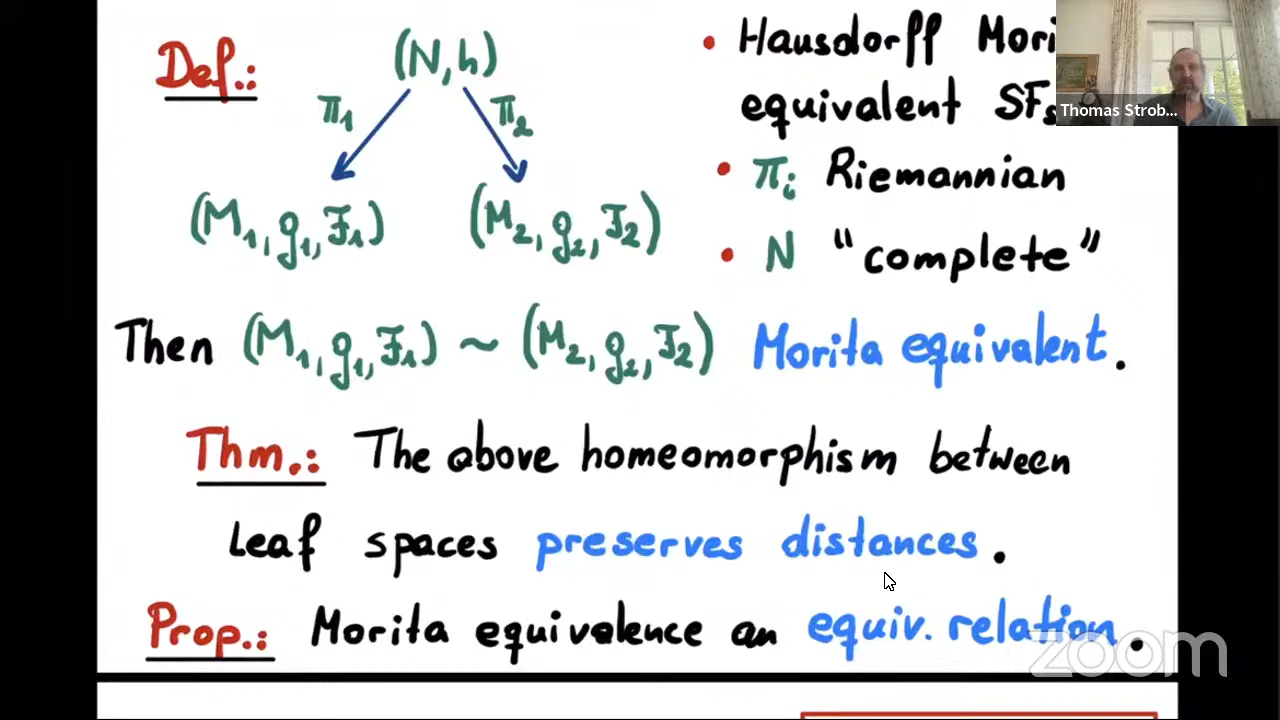 Def.:
(N, h)
π₁ π₂
(M₁, g₁, F₁) (M₂, g₂, F₂)
• Hausdorff Mori
equivalent SFs
• πᵢ Riemannian
• N “complete”
Thomas Strob...
Then (M₁, g₁, F₁) ~ (M₂, g₂, F₂) Morita equivalent.
Thm.: The above homeomorphism between
leaf spaces preserves distances.
Prop.: Morita equivalence an equiv. relation.
zoom